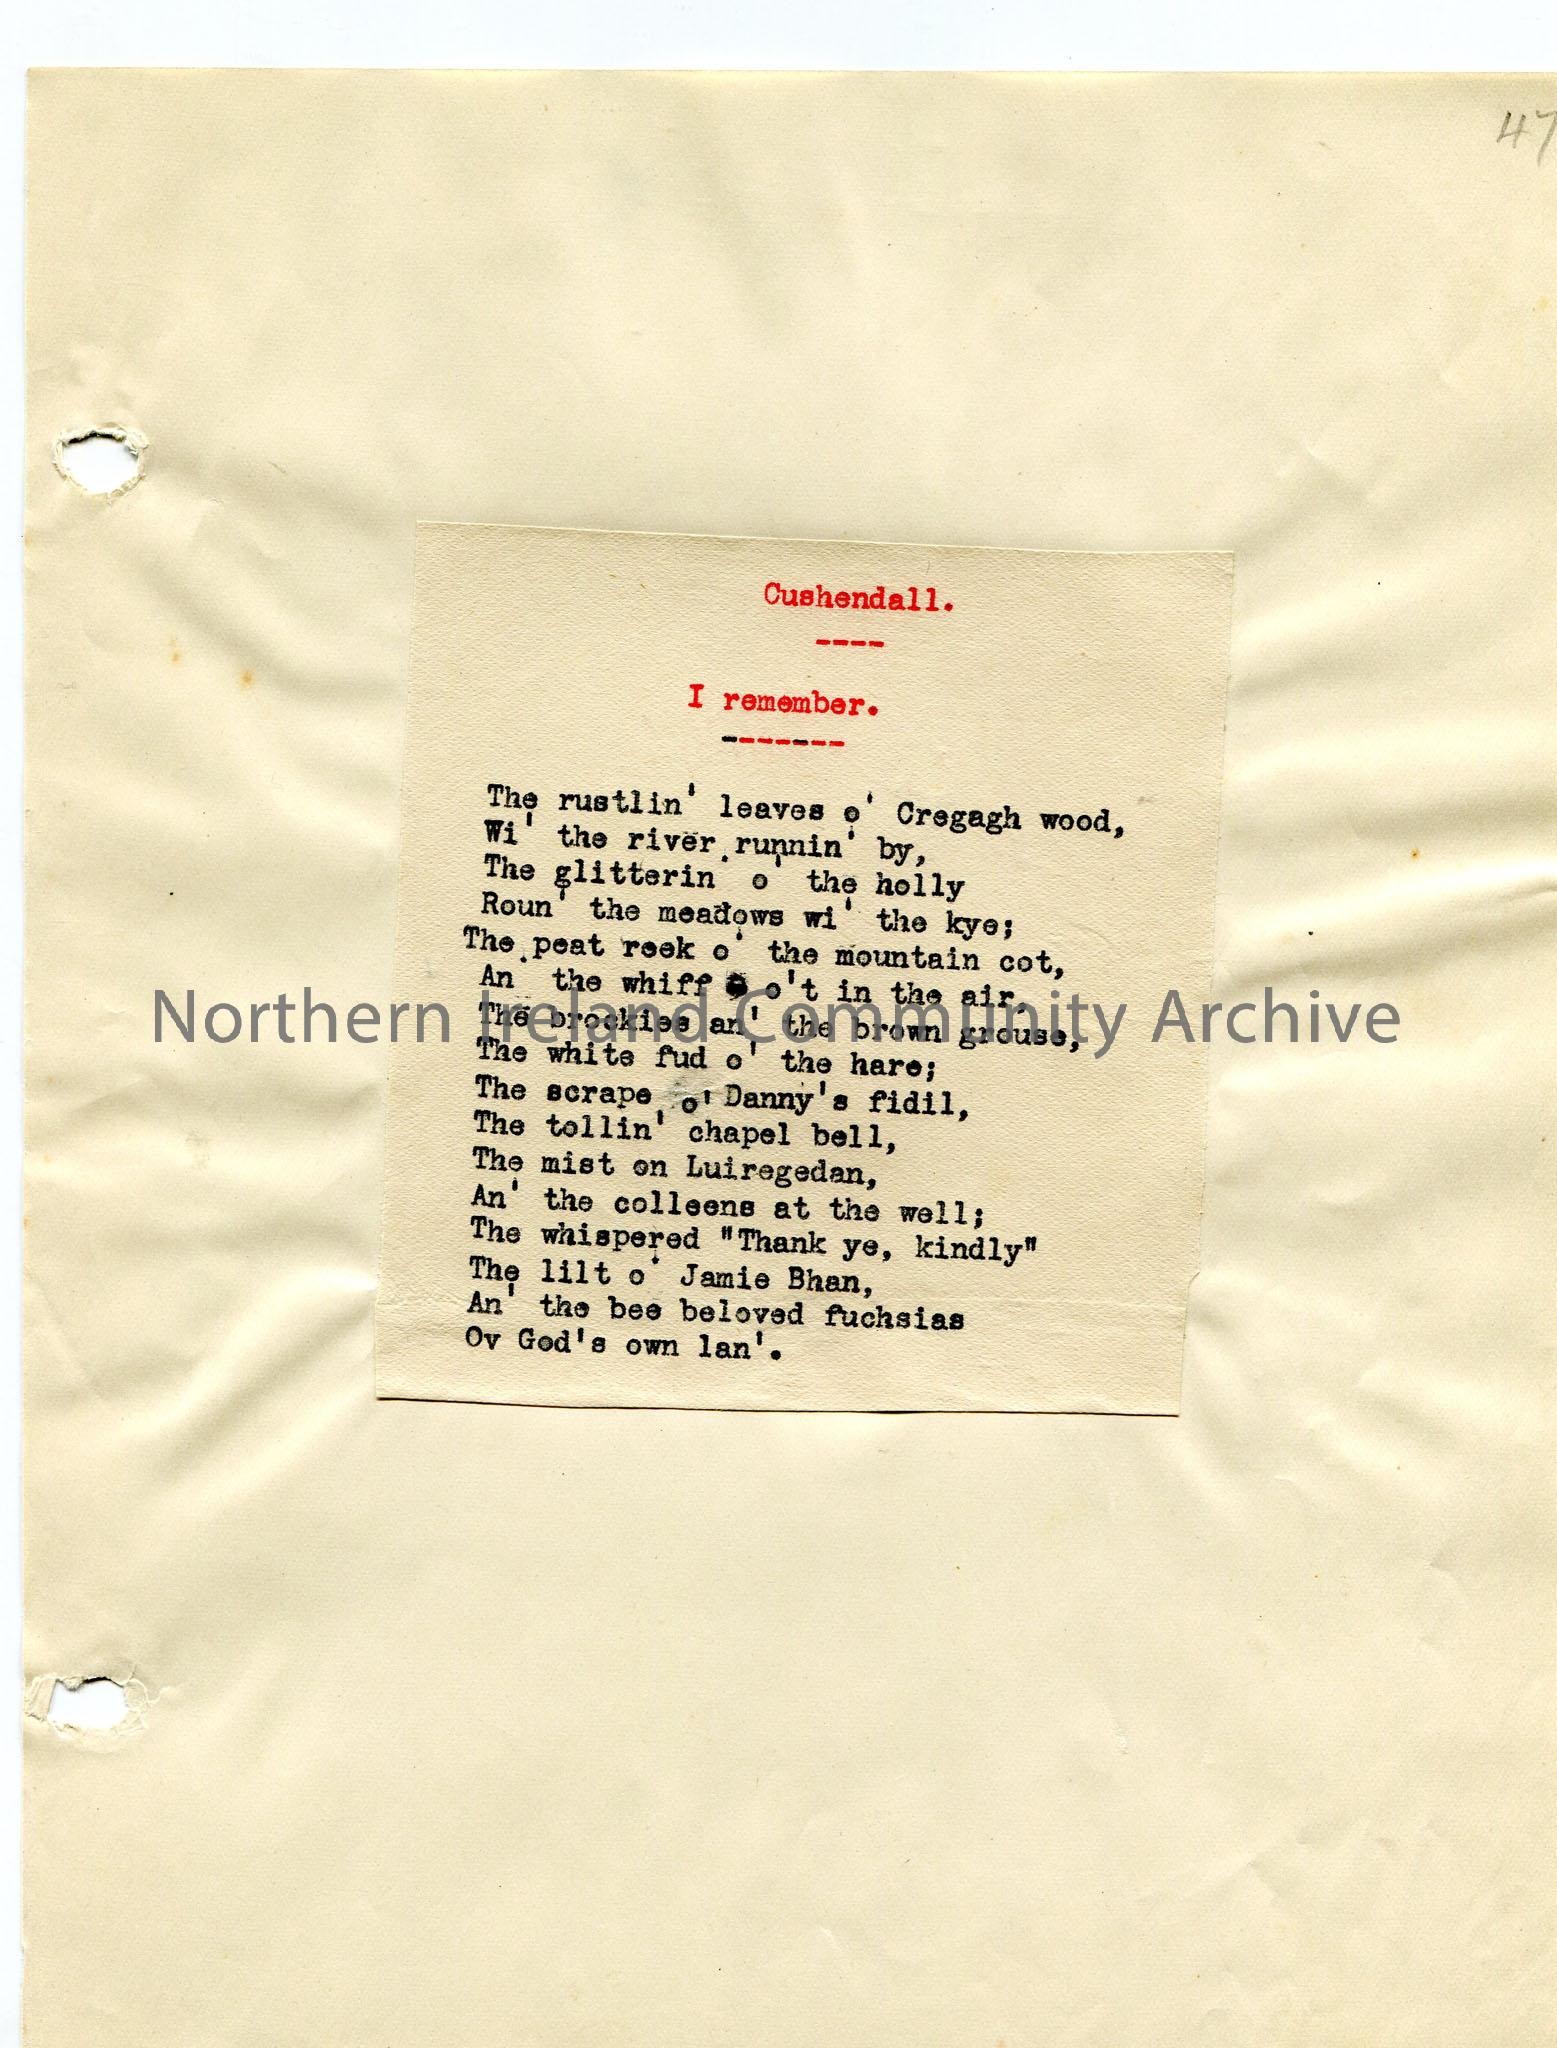 47
Cushendall.
----
I remember.
-------
The rustlin' leaves o' Cregagh wood,
Wi' the river runnin' by,
The glitterin' o' the holly
Roun' the meadows wi' the kye;
The peat reek o' the mountain cot,
An' the whiff o't in the air,
Northern Ireland Community Archive
The brockies an' the brown grouse,
The white fud o' the hare;
The scrape o' Danny's fidil,
The tollin' chapel bell,
The mist on Luiregedan,
An' the colleens at the well;
The whispered "Thank ye, kindly"
The lilt o' Jamie Bhan,
An' the bee beloved fuchsias
Ov God's own lan'.